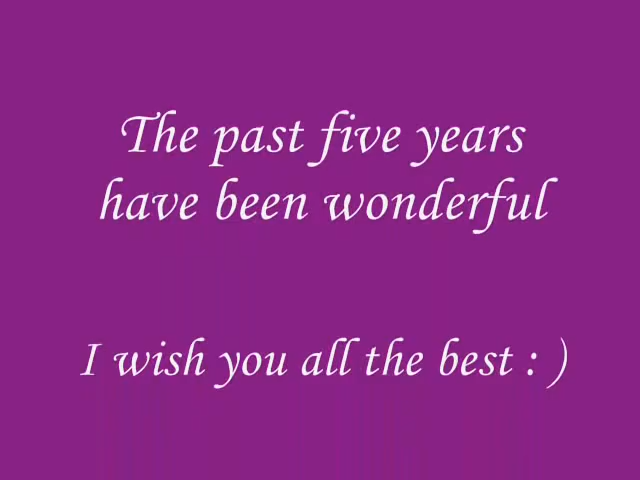 The past five years
have been wonderful
I wish you all the best : )